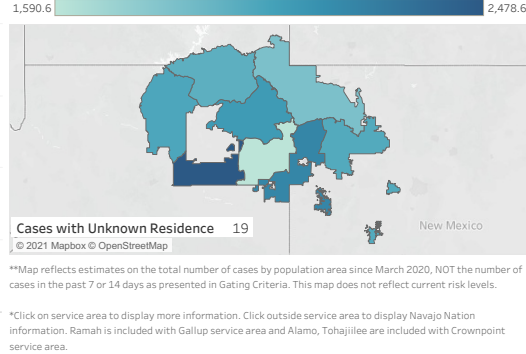 1,590.6 2,478.6
New Mexico
Cases with Unknown Residence 19
© 2021 Mapbox © OpenStreetMap
**Map reflects estimates on the total number of cases by population area since March 2020, NOT the number of
cases in the past 7 or 14 days as presented in Gating Criteria. This map does not reflect current risk levels.
*Click on service area to display more information. Click outside service area to display Navajo Nation
information. Ramah is included with Gallup service area and Alamo, Tohajiilee are included with Crownpoint
service area.